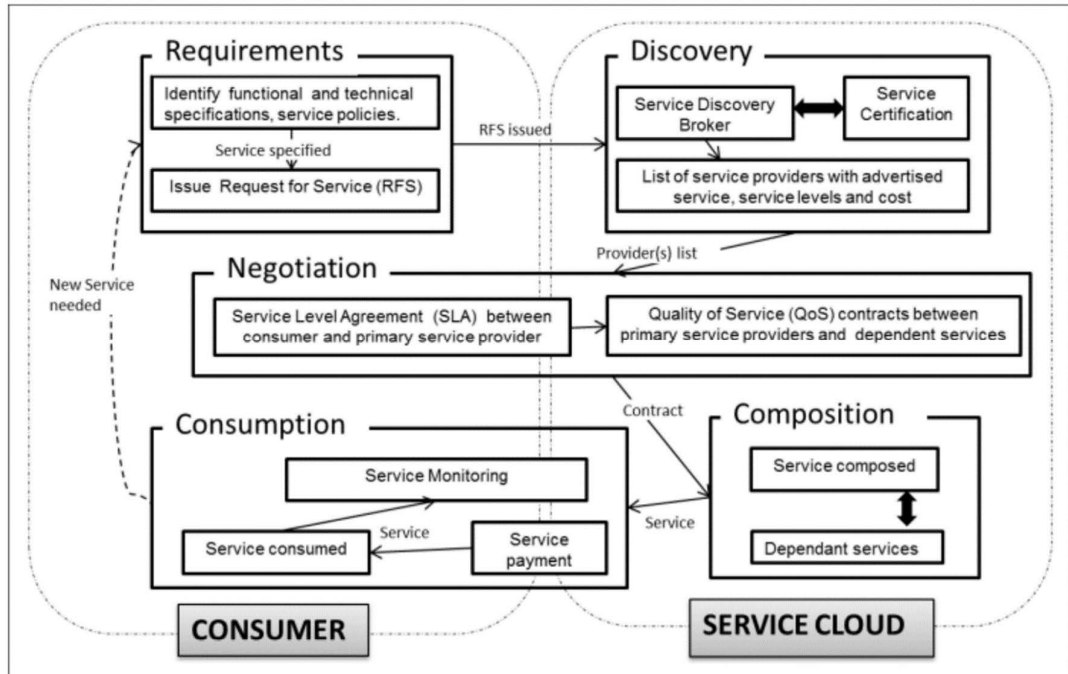 Requirements
Identify functional and technical
specifications, service policies.
Service specified
Issue Request for Service (RFS)
RFS issued
Discovery
Service Discovery
Broker
Service
Certification
List of service providers with advertised
service, service levels and cost
Provider(s) list
New Service
needed
Negotiation
Service Level Agreement (SLA) between
consumer and primary service provider
Quality of Service (QoS) contracts between
primary service providers and dependent services
Contract
Consumption
Service Monitoring
Service consumed
Service
Service
payment
Service
Composition
Service composed
Dependant services
CONSUMER
SERVICE CLOUD